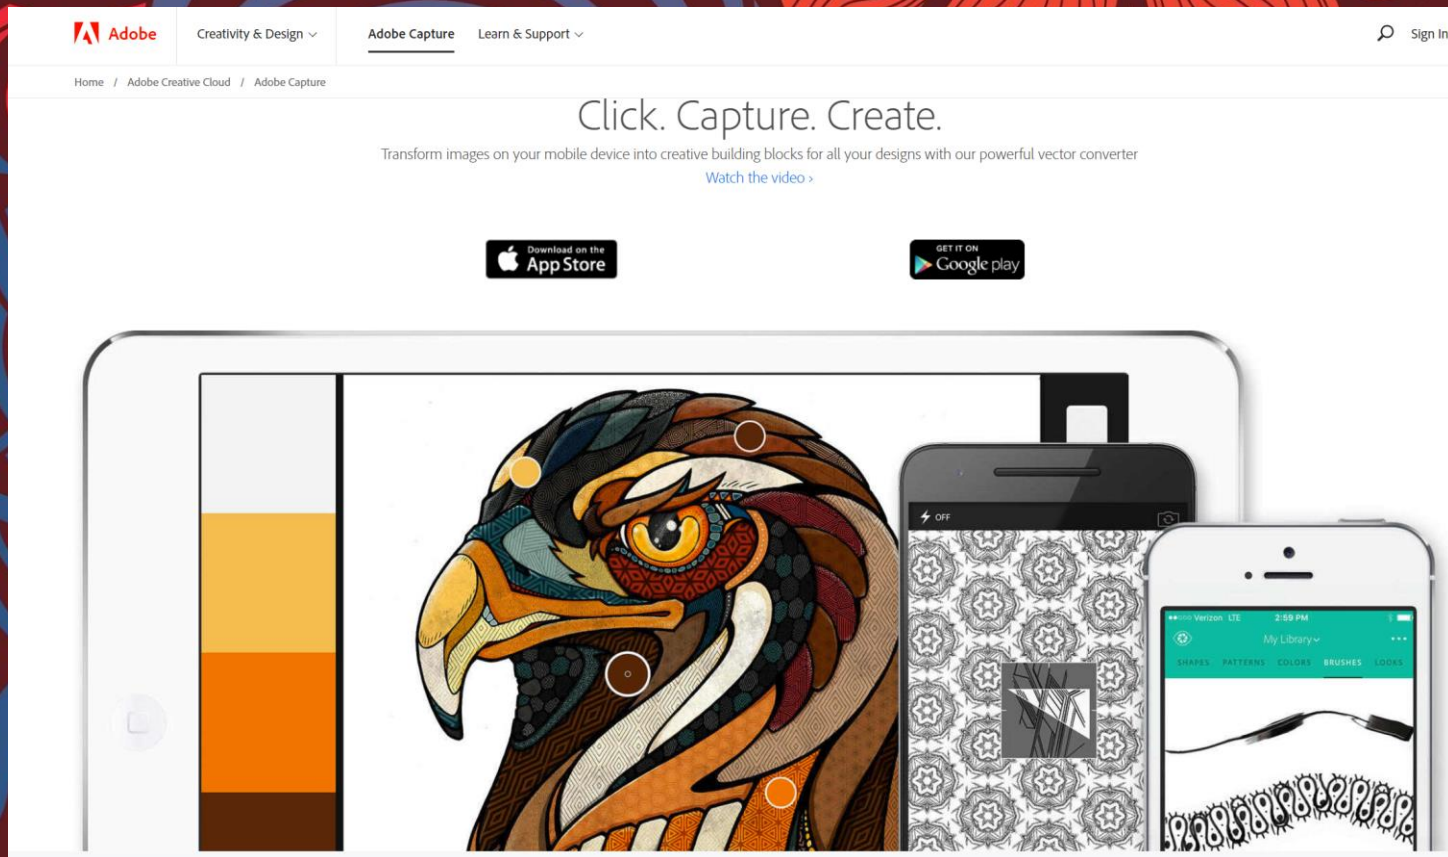 Adobe
Creativity & Design
Adobe Capture
Learn & Support
Sign In
Home / Adobe Creative Cloud / Adobe Capture
Click. Capture. Create.
Transform images on your mobile device into creative building blocks for all your designs with our powerful vector converter
Watch the video ›
Download on the
App Store
GET IT ON
Google play
OFF
Verizon LTE 2:59 PM
My Library
SHAPES PATTERNS COLORS BRUSHES LOOKS